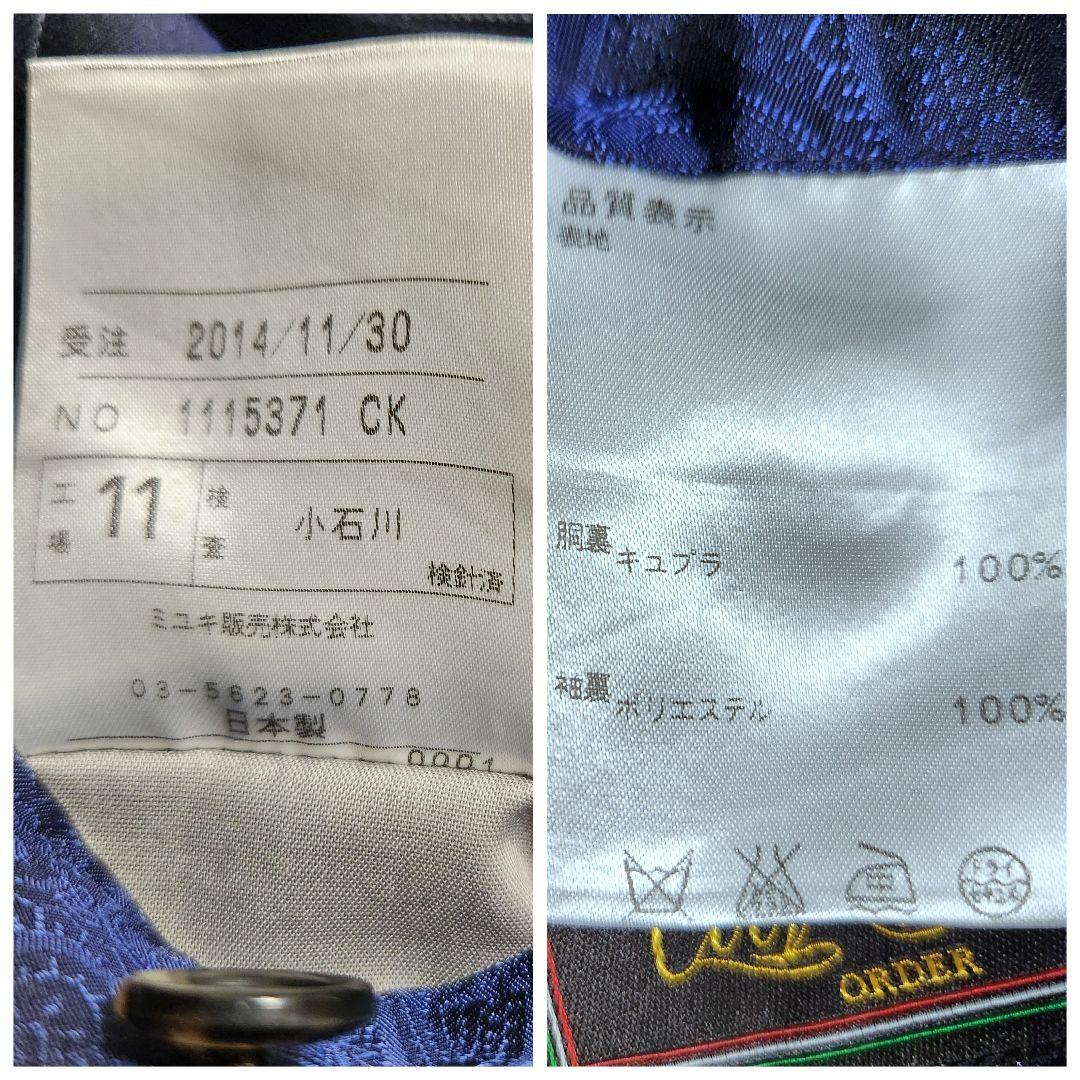 受注 2014/11/30
NO 1115371 CK
工場 11 検査 小石川
検針済
ミユキ販売株式会社
03-5623-0778
日本製
0001
品質表示
表地
胴裏 キュプラ 100%
袖裏 ポリエステル 100%
ORDER